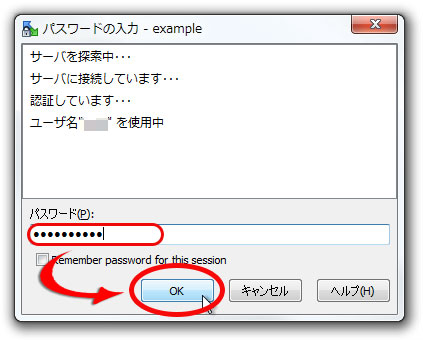 パスワードの入力 - example
サーバを探索中･･･
サーバに接続しています･･･
認証しています･･･
ユーザ名" " を使用中
パスワード(P):
●●●●●●●●●●
Remember password for this session
OK
キャンセル
ヘルプ(H)